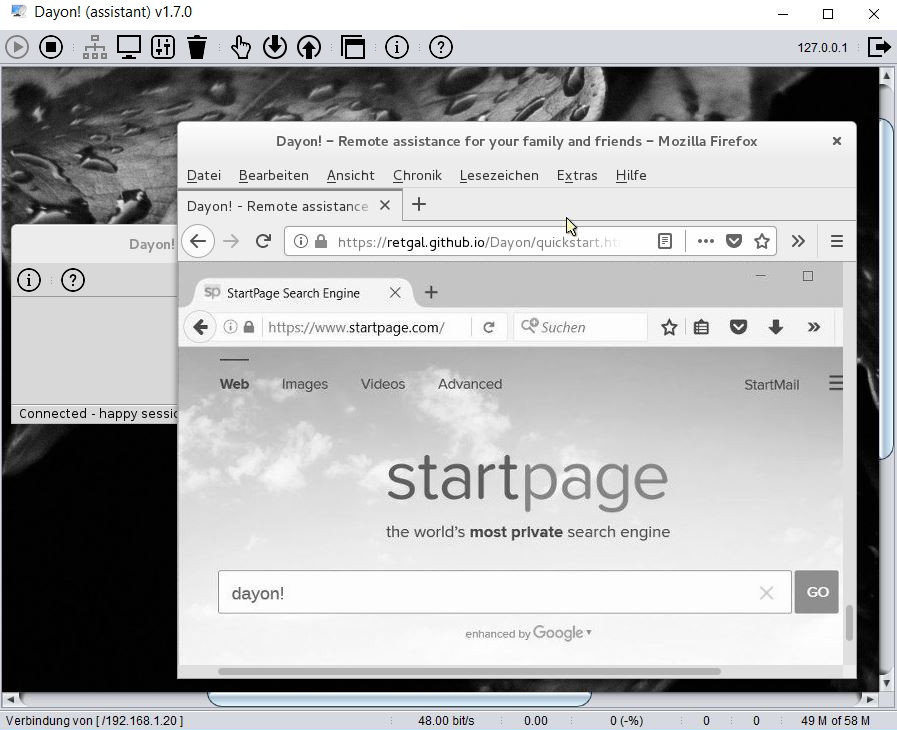 Dayon! (assistant) v1.7.0
127.0.0.1
Dayon! – Remote assistance for your family and friends – Mozilla Firefox
Datei Bearbeiten Ansicht Chronik Lesezeichen Extras Hilfe
Dayon! - Remote assistance
https://retgal.github.io/Dayon/quickstart.ht
Dayon!
sp StartPage Search Engine
https://www.startpage.com/
Suchen
Web Images Videos Advanced StartMail
Connected - happy sessio
startpage
the world's most private search engine
dayon!
GO
enhanced by Google
Verbindung von [ /192.168.1.20 ] 48.00 bit/s 0.00 0 (-%) 0 0 49 M of 58 M